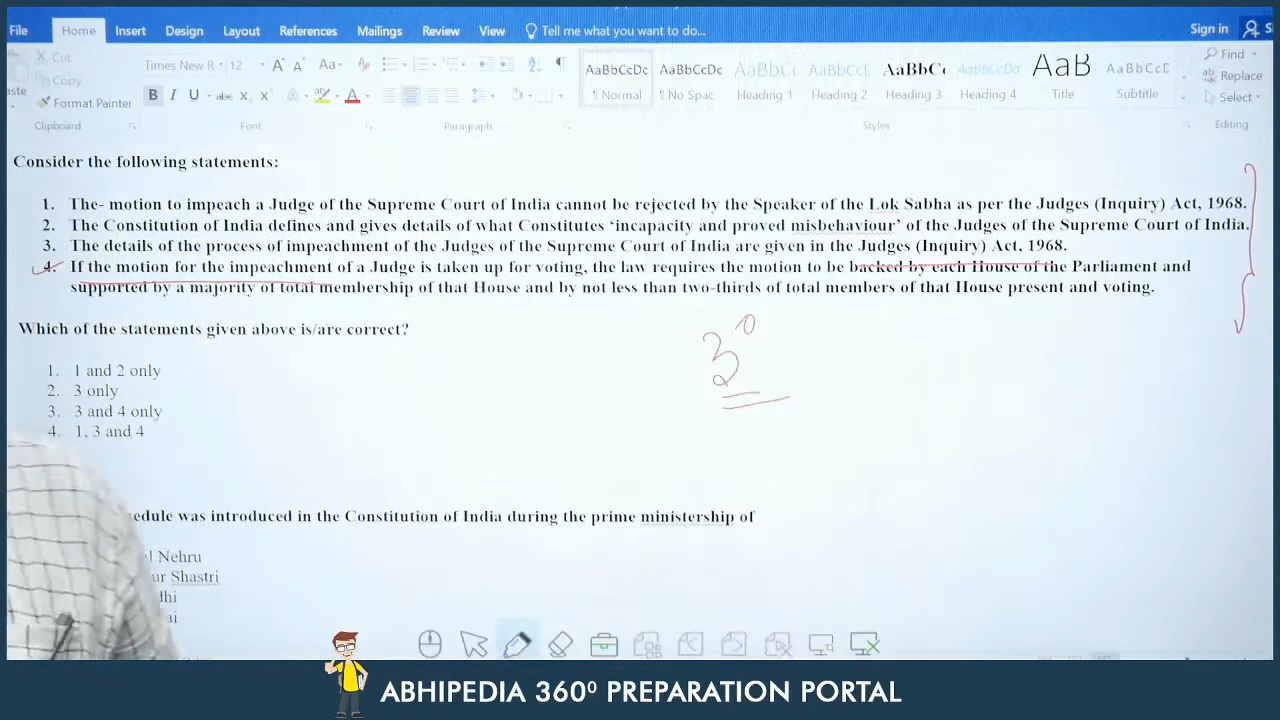 File Home Insert Design Layout References Mailings Review View Tell me what you want to do... Sign in
Cut
Copy
Format Painter
Clipboard
Times New R 12
Font
Paragraph
AaBbCcDc AaBbCcDc AaBbC AaBbCcE AaBbC AaBbCcDd AaB AaBbCcE
¶ Normal ¶ No Spac... Heading 1 Heading 2 Heading 3 Heading 4 Title Subtitle
Styles
Find
Replace
Select
Editing
Consider the following statements:
1. The- motion to impeach a Judge of the Supreme Court of India cannot be rejected by the Speaker of the Lok Sabha as per the Judges (Inquiry) Act, 1968.
2. The Constitution of India defines and gives details of what Constitutes ‘incapacity and proved misbehaviour’ of the Judges of the Supreme Court of India.
3. The details of the process of impeachment of the Judges of the Supreme Court of India are given in the Judges (Inquiry) Act, 1968.
4. If the motion for the impeachment of a Judge is taken up for voting, the law requires the motion to be backed by each House of the Parliament and
supported by a majority of total membership of that House and by not less than two-thirds of total members of that House present and voting.
Which of the statements given above is/are correct?
1. 1 and 2 only
2. 3 only
3. 3 and 4 only
4. 1, 3 and 4
edule was introduced in the Constitution of India during the prime ministership of
Nehru
ur Shastri
dhi
ai
ABHIPEDIA 360⁰ PREPARATION PORTAL